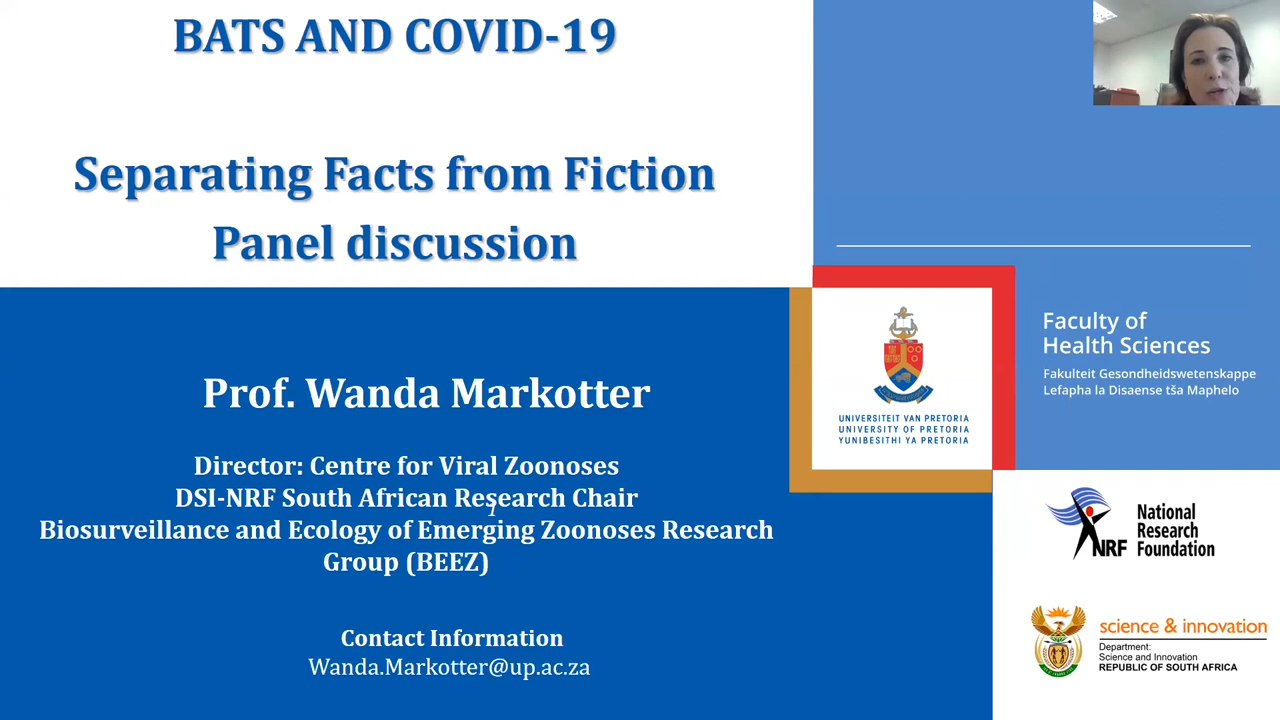 BATS AND COVID-19
Separating Facts from Fiction
Panel discussion
Prof. Wanda Markotter
Director: Centre for Viral Zoonoses
DSI-NRF South African Research Chair
Biosurveillance and Ecology of Emerging Zoonoses Research
Group (BEEZ)
Contact Information
Wanda.Markotter@up.ac.za
Faculty of
Health Sciences
Fakulteit Gesondheidswetenskappe
Lefapha la Disaense tša Maphelo
UNIVERSITEIT VAN PRETORIA
UNIVERSITY OF PRETORIA
YUNIBESITHI YA PRETORIA
NRF
National
Research
Foundation
science & innovation
Department:
Science and Innovation
REPUBLIC OF SOUTH AFRICA